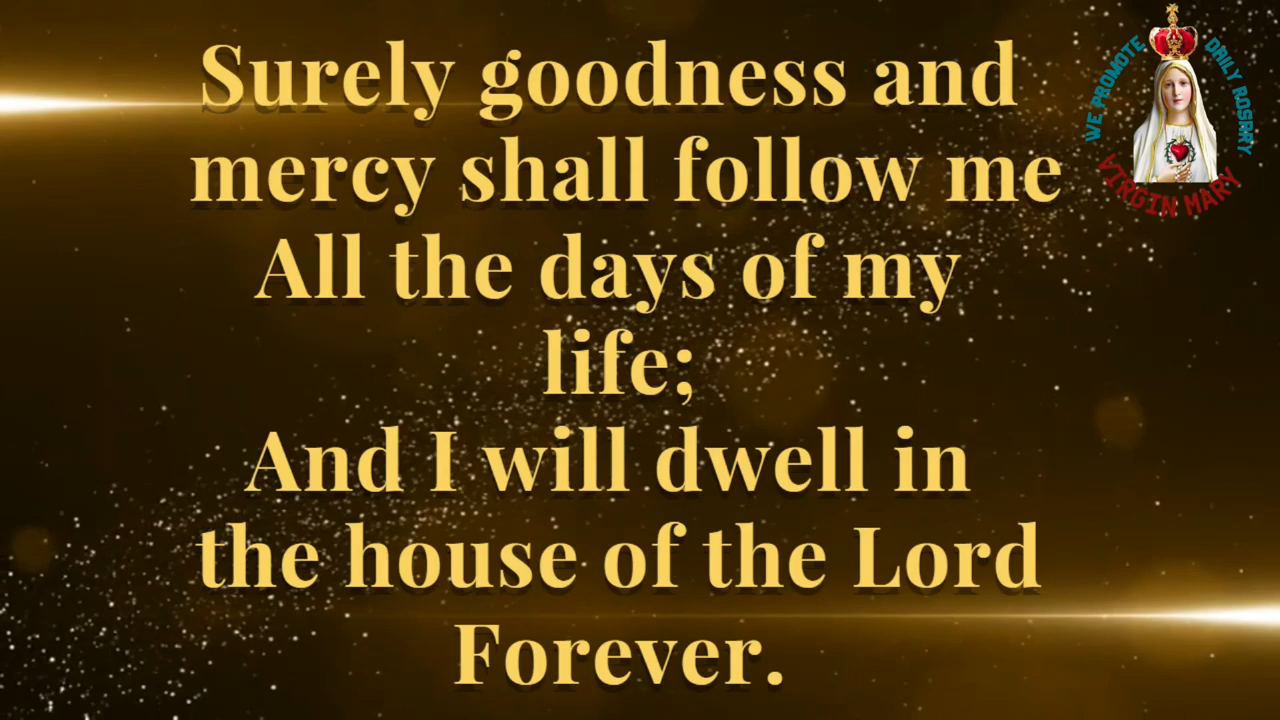 Surely goodness and
mercy shall follow me
All the days of my
life;
And I will dwell in
the house of the Lord
Forever.
WE PROMOTE
DAILY ROSARY
VIRGIN MARY